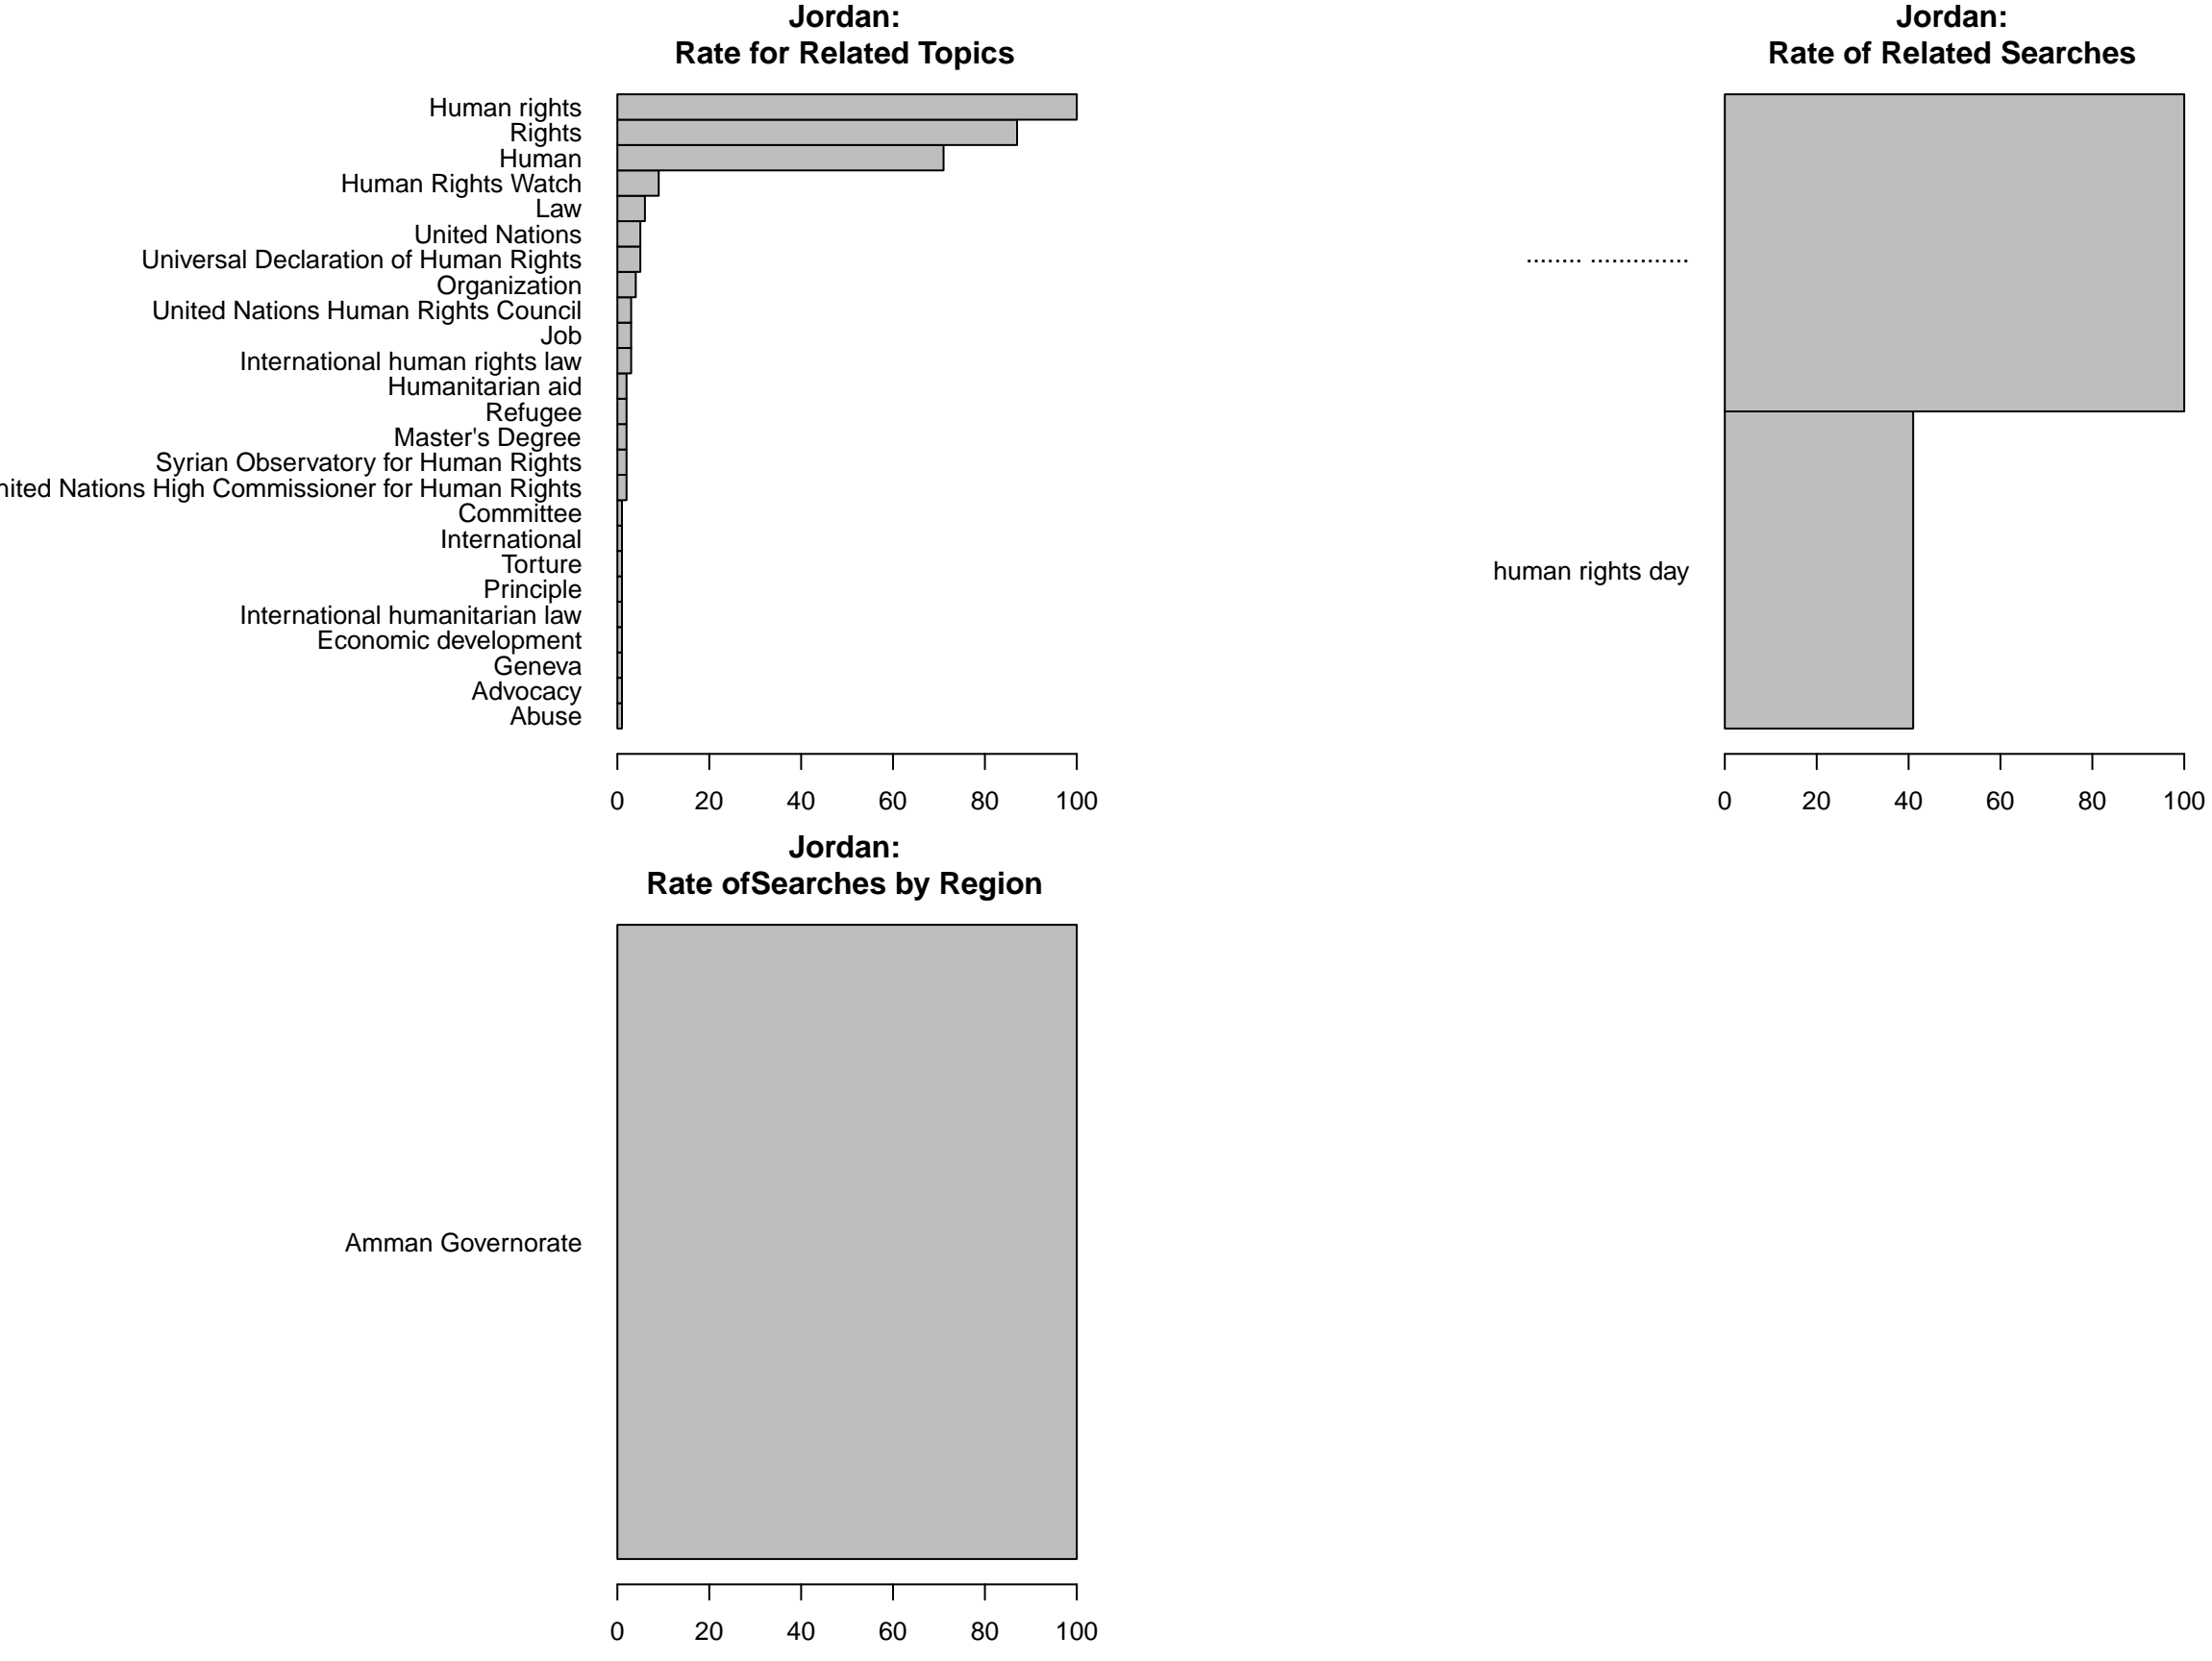 Jordan:
Rate for Related Topics
Human rights
Rights
Human
Human Rights Watch
Law
United Nations
Universal Declaration of Human Rights
Organization
United Nations Human Rights Council
Job
International human rights law
Humanitarian aid
Refugee
Master's Degree
Syrian Observatory for Human Rights
nited Nations High Commissioner for Human Rights
Committee
International
Torture
Principle
International humanitarian law
Economic development
Geneva
Advocacy
Abuse
0 20 40 60 80 100
Jordan:
Rate of Related Searches
........ ..............
human rights day
0 20 40 60 80 100
Jordan:
Rate ofSearches by Region
Amman Governorate
0 20 40 60 80 100